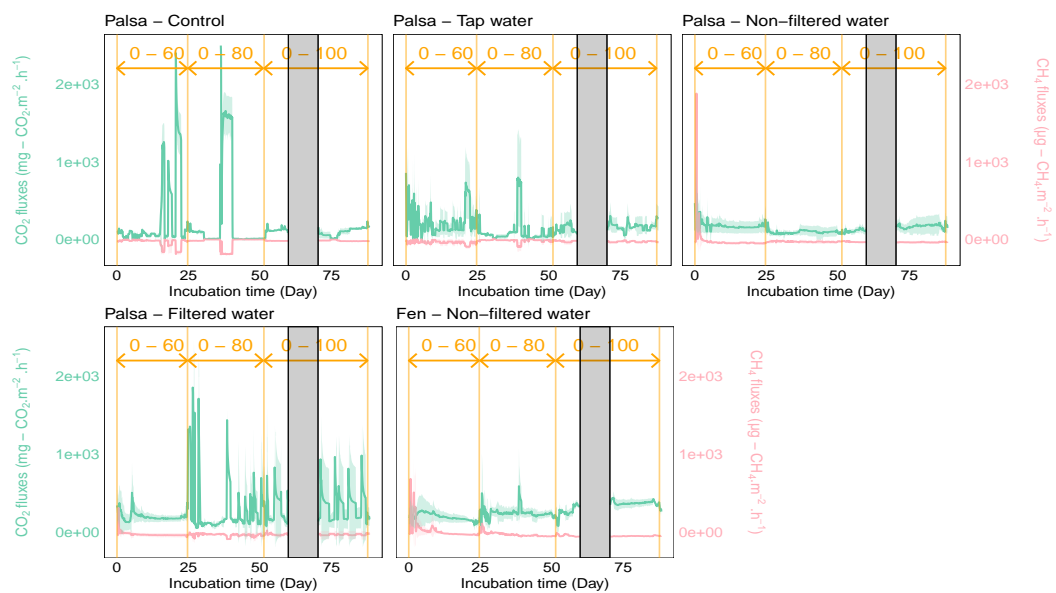 Palsa − Control
Palsa − Tap water
Palsa − Non−filtered water
0 − 60
0 − 80
0 − 100
0 − 60
0 − 80
0 − 100
0 − 60
0 − 80
0 − 100
CO₂ fluxes (mg − CO₂.m⁻² .h⁻¹)
2e+03
1e+03
0e+00
2e+03
1e+03
0e+00
CH₄ fluxes (µg − CH₄.m⁻² .h⁻¹)
0
25
50
75
0
25
50
75
0
25
50
75
Incubation time (Day)
Incubation time (Day)
Incubation time (Day)
Palsa − Filtered water
Fen − Non−filtered water
0 − 60
0 − 80
0 − 100
0 − 60
0 − 80
0 − 100
CO₂ fluxes (mg − CO₂.m⁻² .h⁻¹)
2e+03
1e+03
0e+00
2e+03
1e+03
0e+00
CH₄ fluxes (µg − CH₄.m⁻² .h⁻¹)
0
25
50
75
0
25
50
75
Incubation time (Day)
Incubation time (Day)